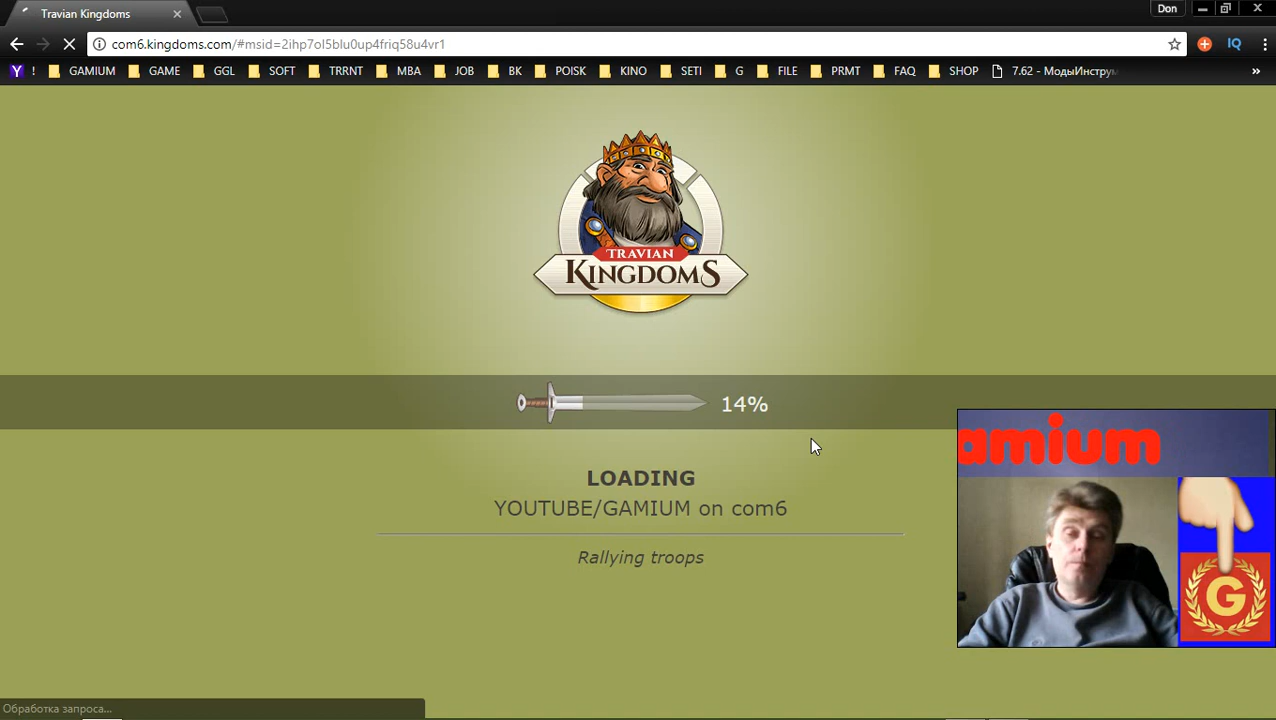 Travian Kingdoms
Don
com6.kingdoms.com/#msid=2ihp7ol5blu0up4friq58u4vr1
IQ
Y ! GAMIUM GAME GGL SOFT TRRNT MBA JOB BK POISK KINO SETI G FILE PRMT FAQ SHOP 7.62 - МодыИнструм »
TRAVIAN
KINGDOMS
14%
LOADING
YOUTUBE/GAMIUM on com6
Rallying troops
amium
G
Обработка запроса...